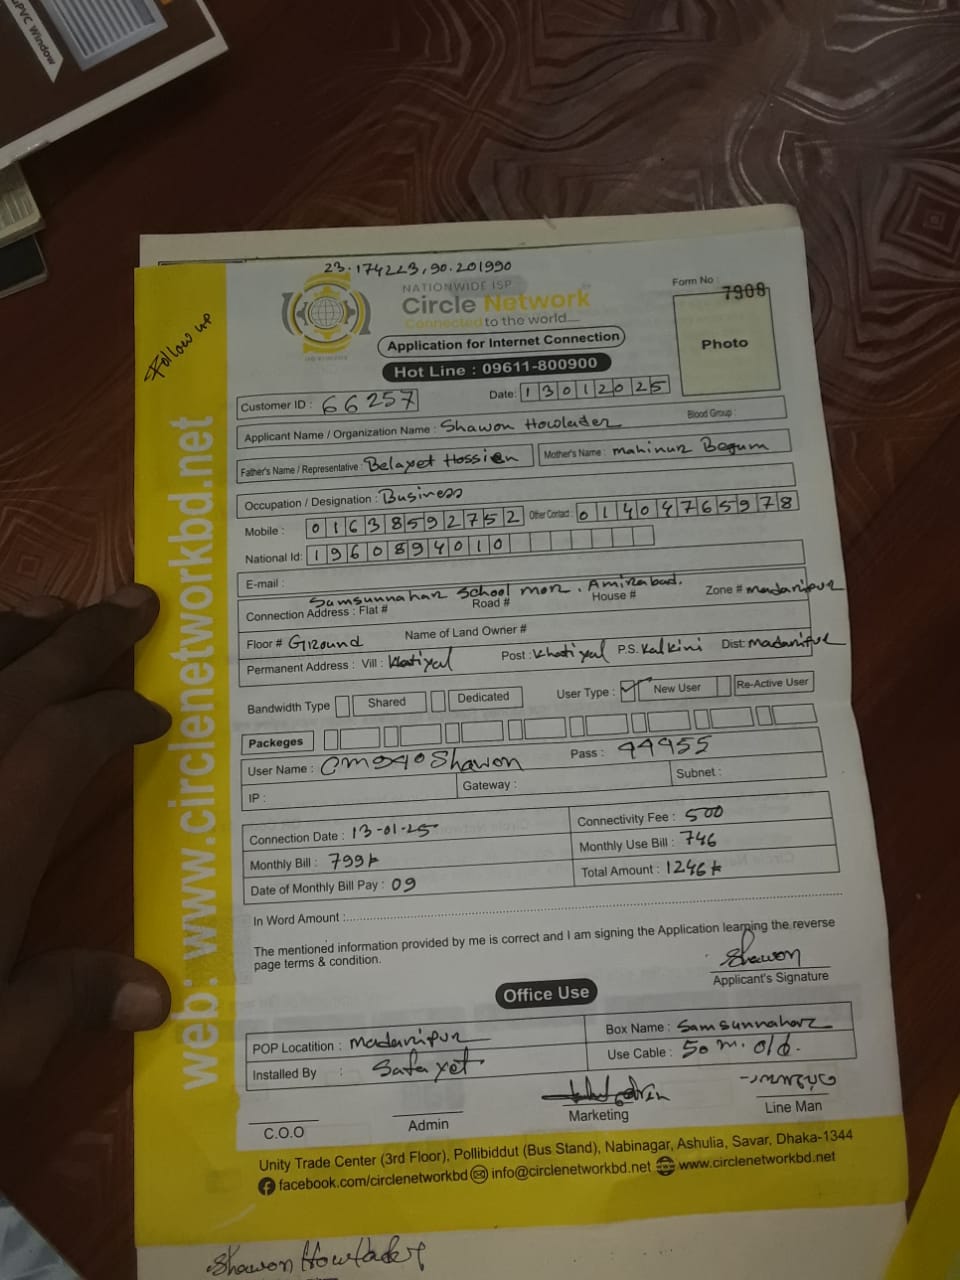 uPVC Window
23.174223, 90.201990
NATIONWIDE ISP
Circle Network
Connected to the world
Application for Internet Connection
Hot Line : 09611-800900
Form No : 7908
Photo
Follow up
web: www.circlenetworkbd.net
Customer ID : 66257
Date: 13012025
Applicant Name / Organization Name : Shawon Howlader Blood Group :
Father's Name / Representative : Belayet Hossien Mother's Name : mahinur Begum
Occupation / Designation : Business
Mobile : 01638592752 Other Contact : 01404765978
National Id: 1960894010
E-mail :
Samsunnahar School mor. Amirabad.
Connection Address : Flat # Road # House # Zone # madaripur
Floor # Ground Name of Land Owner #
Permanent Address : Vill : Khatiyal Post : Khatiyal P.S. Kalkini Dist: madaripur
Bandwidth Type Shared Dedicated User Type : New User Re-Active User
Packeges
User Name : Pass :
IP : Gateway : Subnet :
Connection Date : 13-01-25 Connectivity Fee : 500
Monthly Bill : 799 Monthly Use Bill : 746
Date of Monthly Bill Pay : 09 Total Amount : 1246
In Word Amount :
The mentioned information provided by me is correct and I am signing the Application learning the reverse
page terms & condition.
Shawon
Applicant's Signature
Office Use
POP Locatition : madaripur Box Name : Samsunnahar
Installed By : Safayet Use Cable : 50 m. old.
C.O.O Admin Marketing Line Man
Unity Trade Center (3rd Floor), Pollibiddut (Bus Stand), Nabinagar, Ashulia, Savar, Dhaka-1344
facebook.com/circlenetworkbd info@circlenetworkbd.net www.circlenetworkbd.net
Shawon Howlader